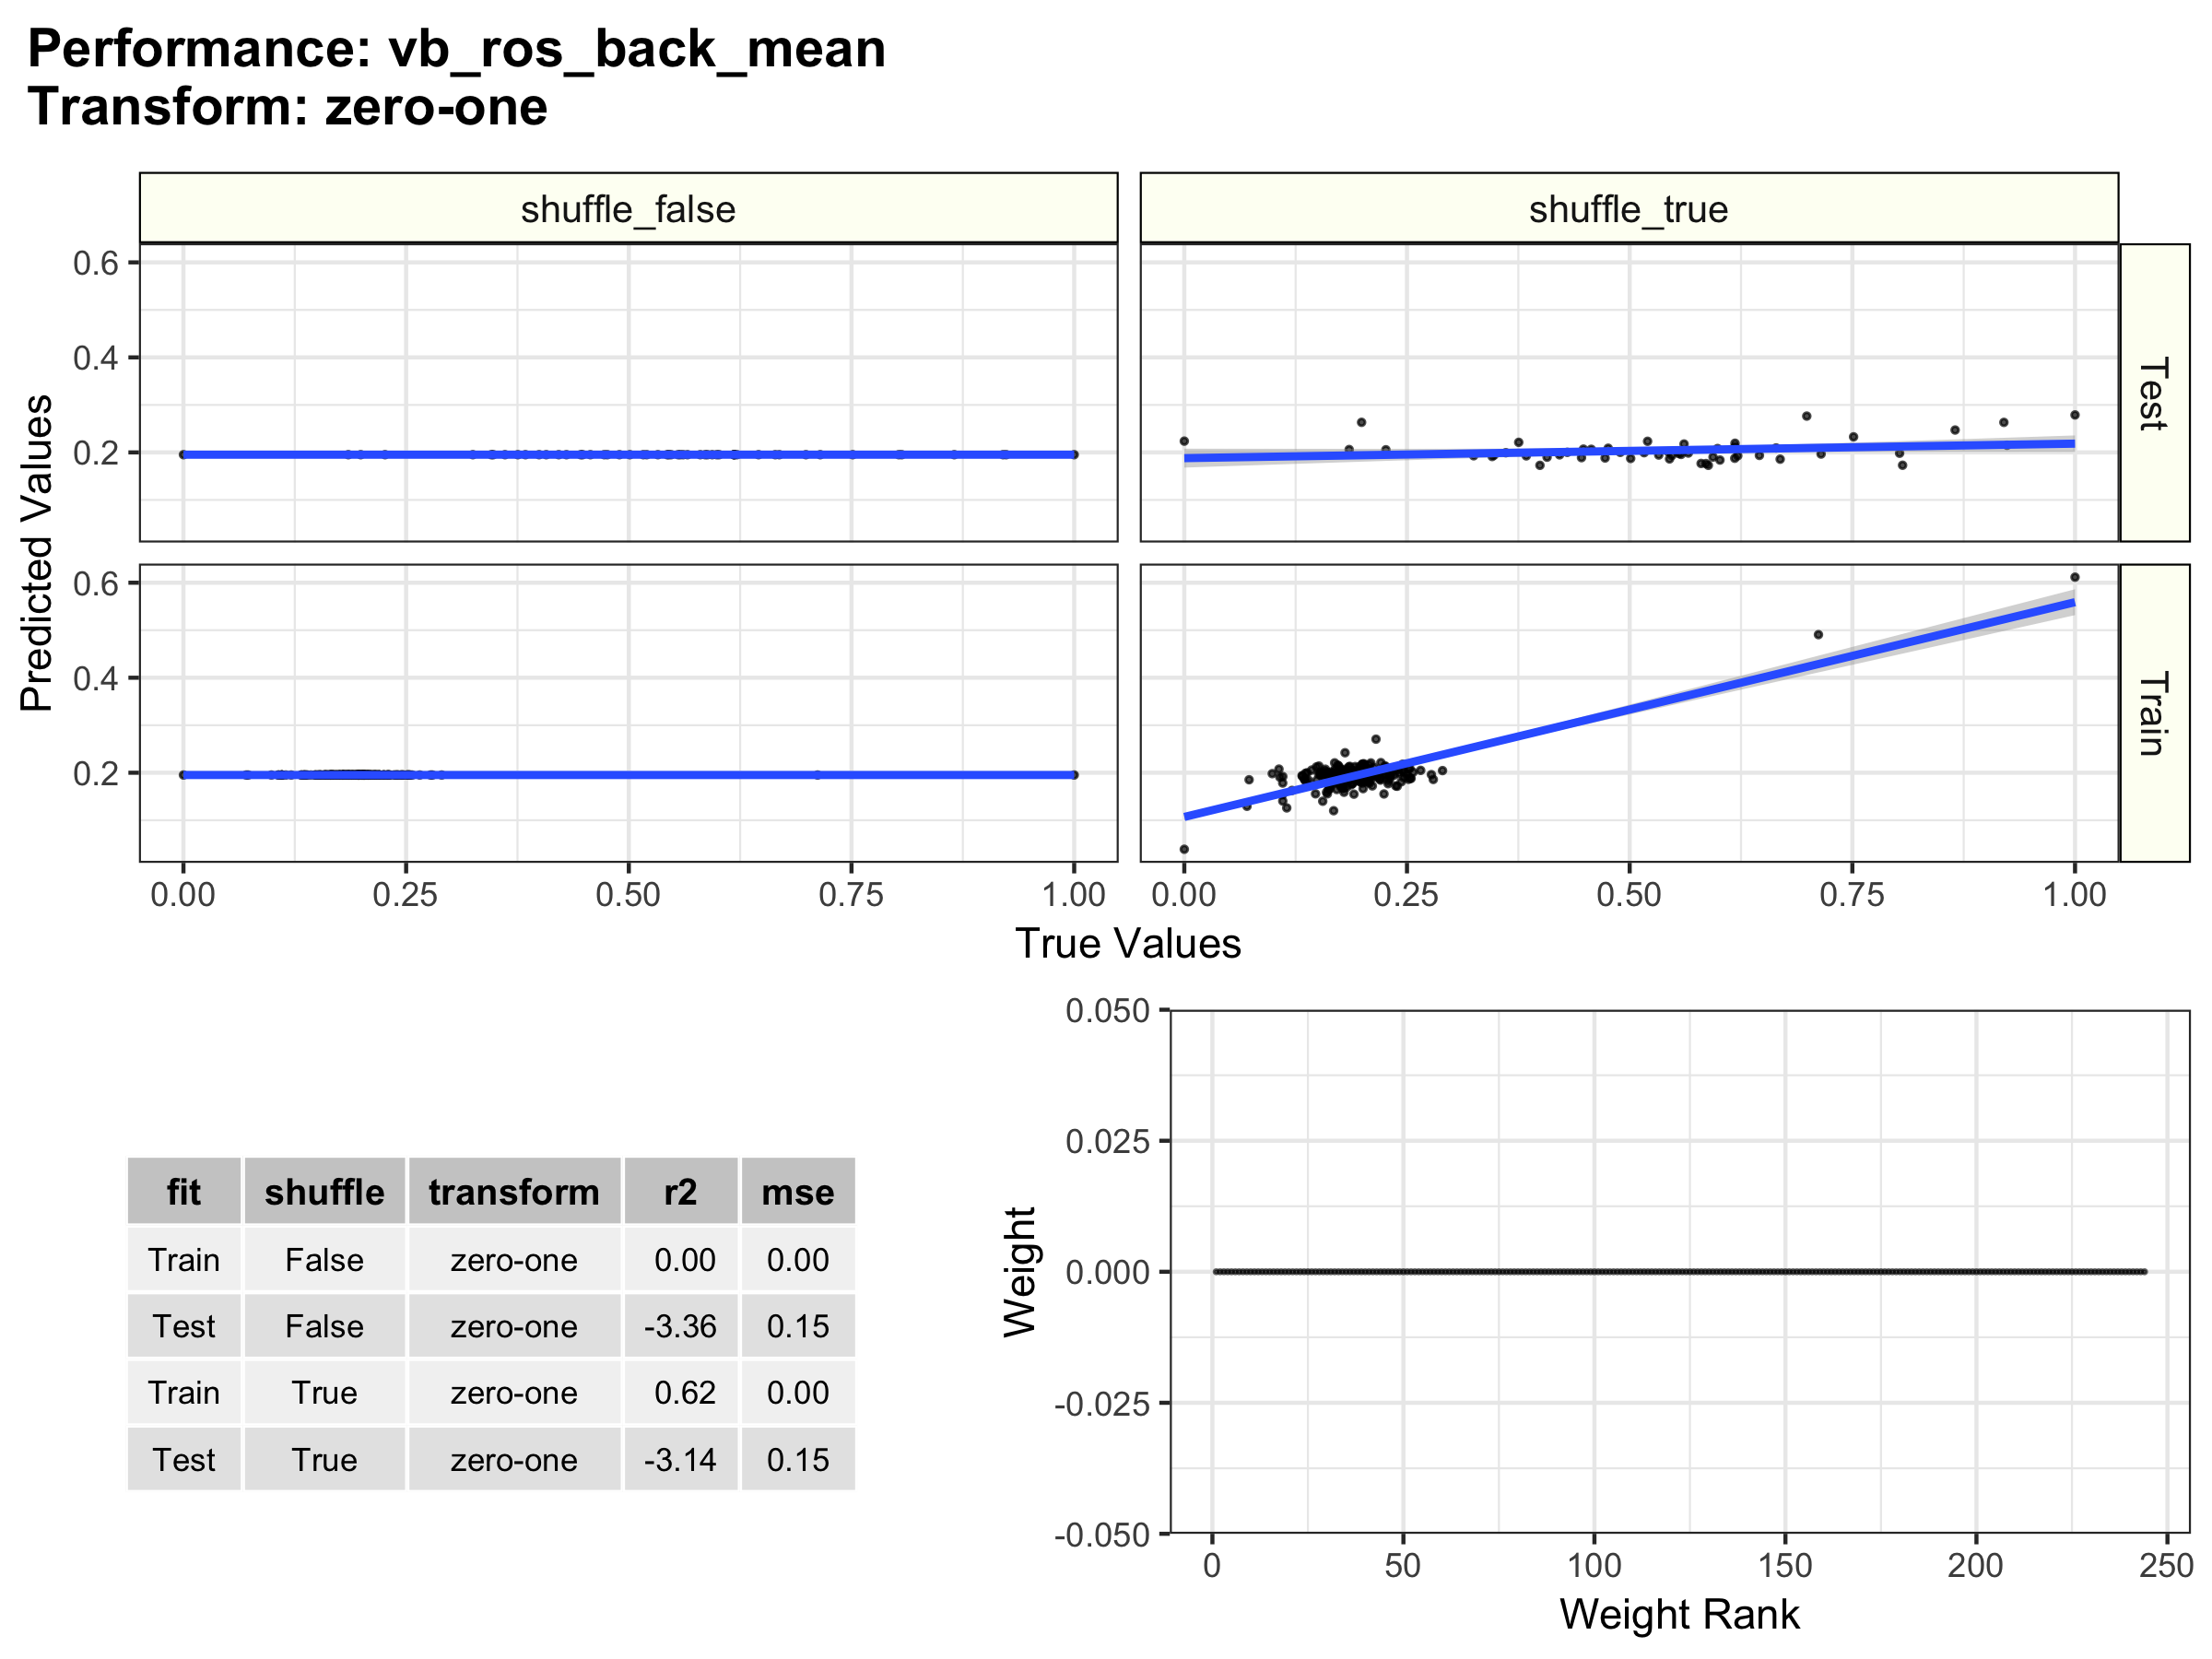 Performance: vb_ros_back_mean
Transform: zero-one
shuffle_false
shuffle_true
0.6
0.4
0.2
Test
Predicted Values
0.6
0.4
0.2
Train
0.00 0.25 0.50 0.75 1.00
0.00 0.25 0.50 0.75 1.00
True Values
fit shuffle transform r2 mse
Train False zero-one 0.00 0.00
Test False zero-one -3.36 0.15
Train True zero-one 0.62 0.00
Test True zero-one -3.14 0.15
0.050
0.025
0.000
-0.025
-0.050
Weight
0 50 100 150 200 250
Weight Rank